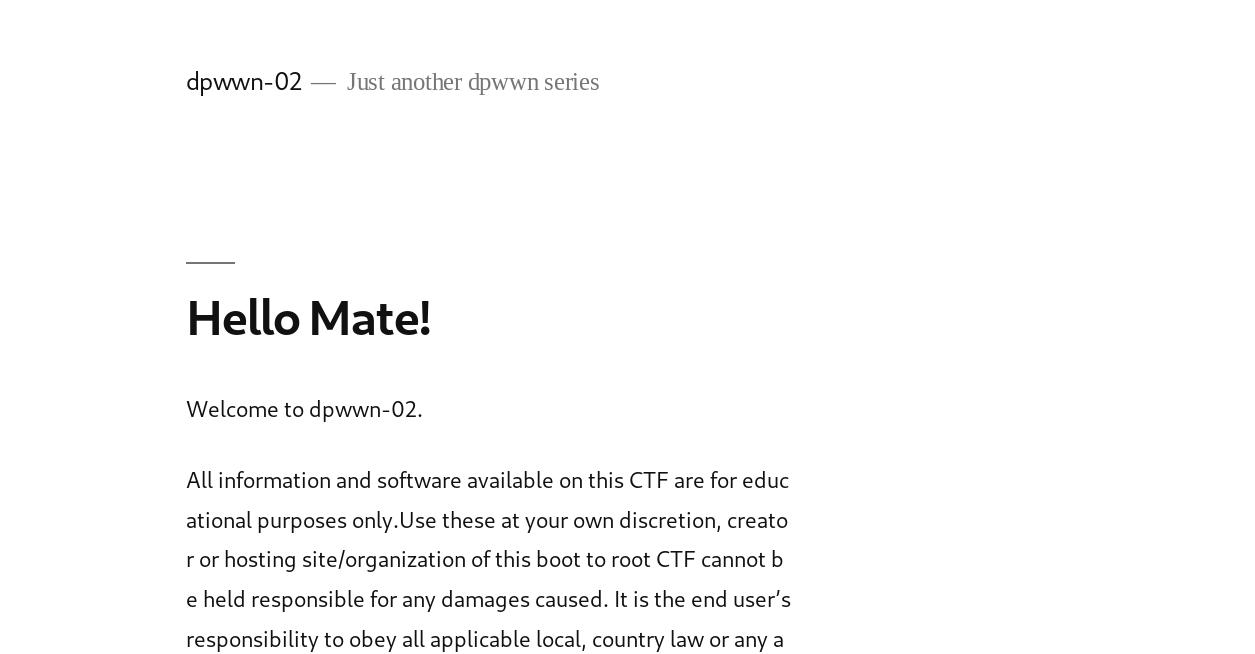 dpwwn-02 — Just another dpwwn series
Hello Mate!
Welcome to dpwwn-02.
All information and software available on this CTF are for educ
ational purposes only.Use these at your own discretion, creato
r or hosting site/organization of this boot to root CTF cannot b
e held responsible for any damages caused. It is the end user’s
responsibility to obey all applicable local, country law or any a